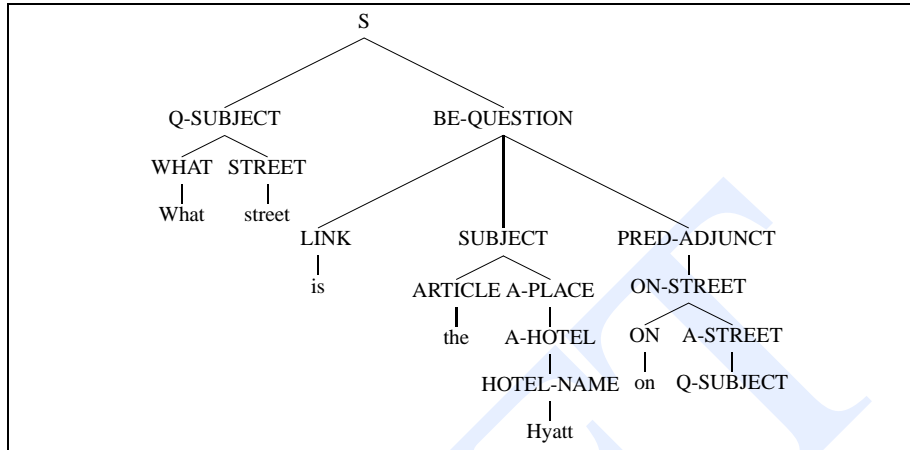 S
Q-SUBJECT BE-QUESTION
WHAT STREET
What street
LINK SUBJECT PRED-ADJUNCT
is ARTICLE A-PLACE ON-STREET
the A-HOTEL ON A-STREET
HOTEL-NAME on Q-SUBJECT
Hyatt